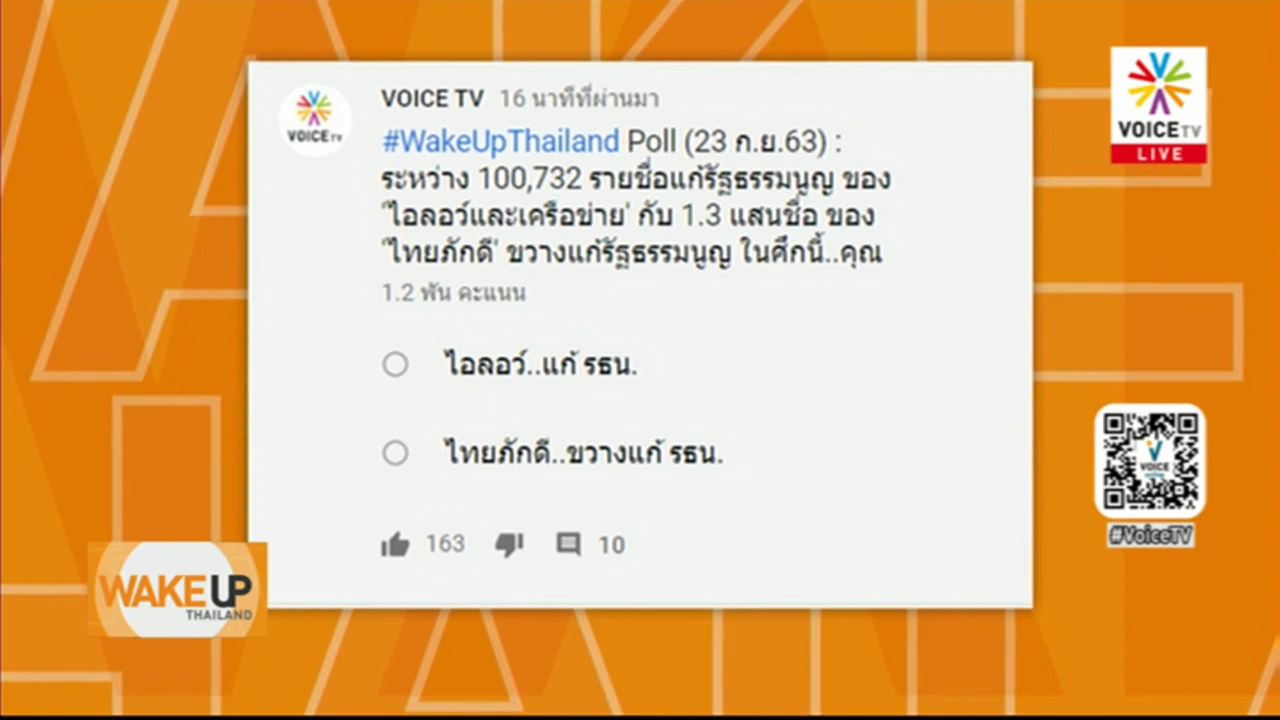 VOICE TV 16 นาทีที่ผ่านมา
#WakeUpThailand Poll (23 ก.ย.63) :
ระหว่าง 100,732 รายชื่อแก้รัฐธรรมนูญ ของ
'ไอลอว์และเครือข่าย' กับ 1.3 แสนชื่อ ของ
'ไทยภักดี' ขวางแก้รัฐธรรมนูญ ในศึกนี้..คุณ
1.2 พัน คะแนน
ไอลอว์..แก้ รธน.
ไทยภักดี..ขวางแก้ รธน.
163 10
VOICE TV
VOICE TV
LIVE
VOICE
#VoiceTV
WAKE UP
THAILAND